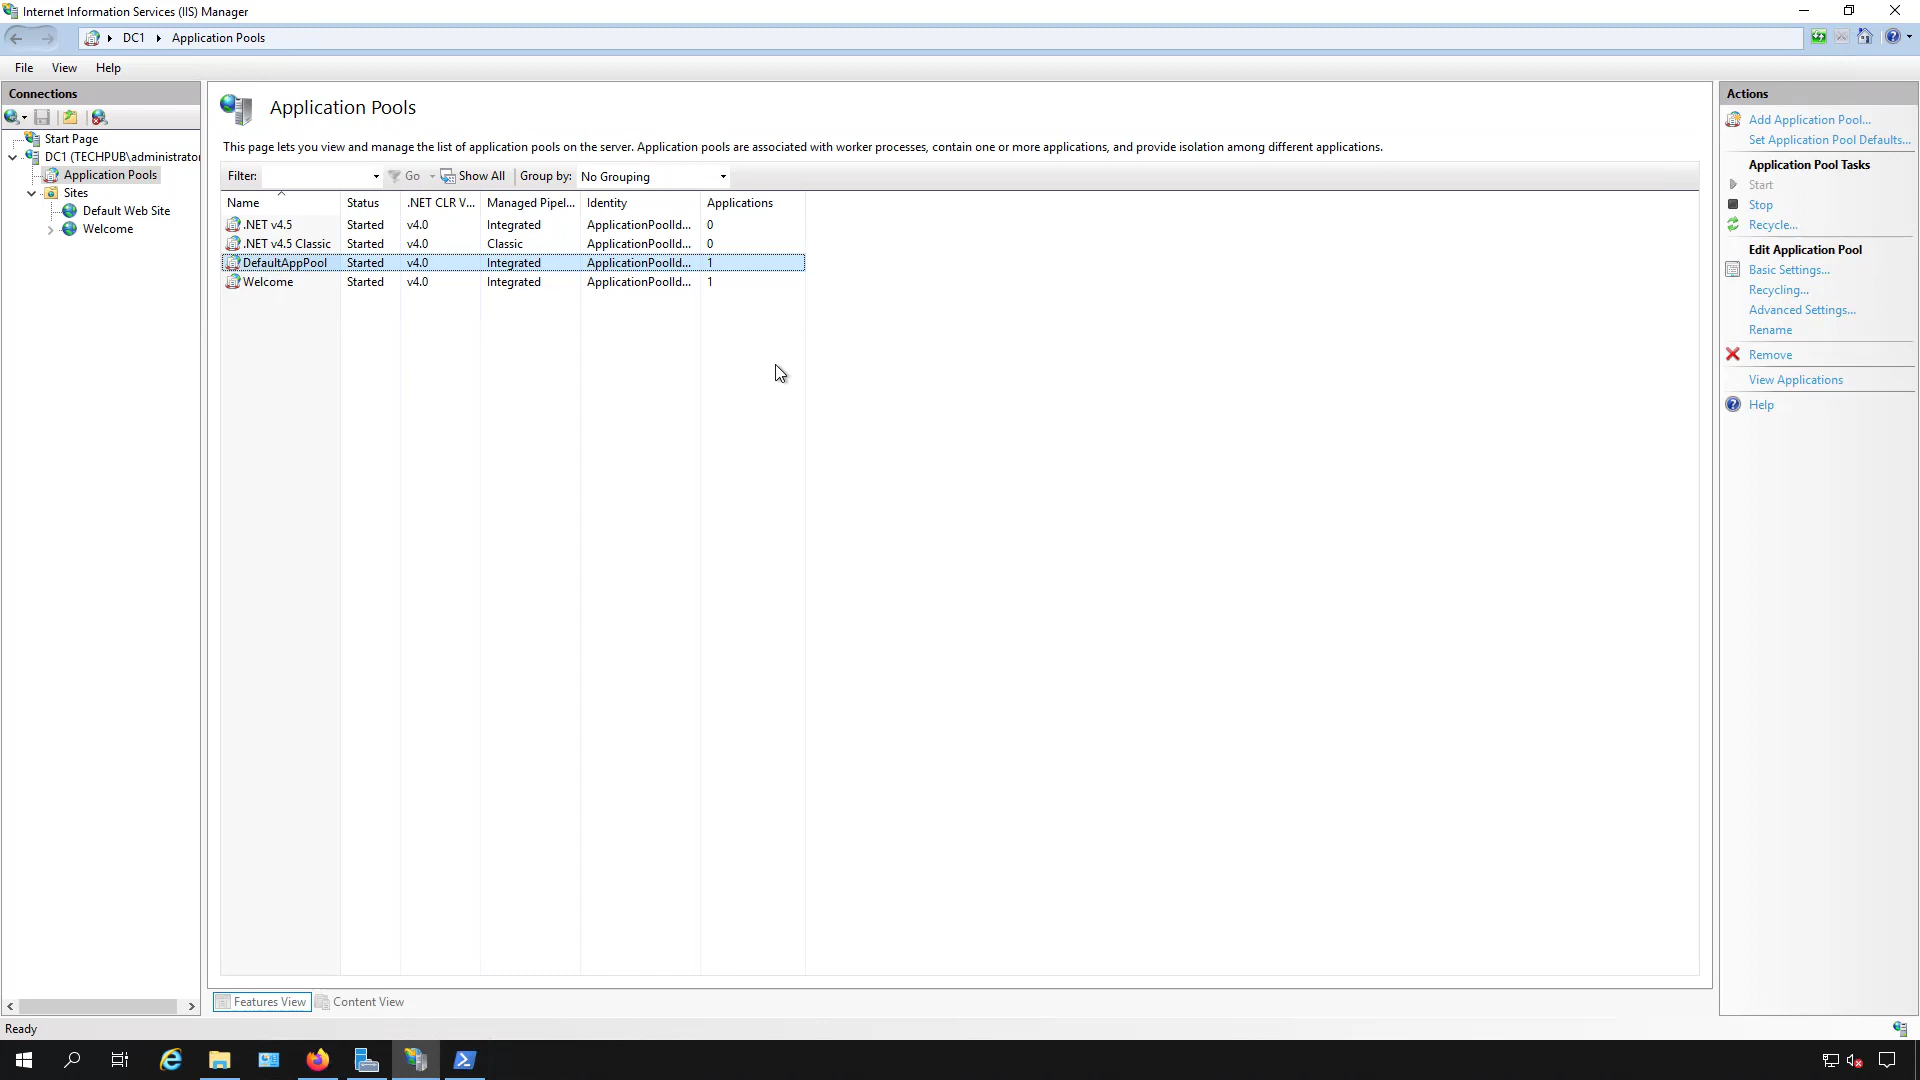 Internet Information Services (IIS) Manager
DC1 Application Pools
File View Help
Connections
Start Page
DC1 (TECHPUB\administrator
Application Pools
Sites
Default Web Site
Welcome
Application Pools
This page lets you view and manage the list of application pools on the server. Application pools are associated with worker processes, contain one or more applications, and provide isolation among different applications.
Filter: Go Show All Group by: No Grouping
Name Status .NET CLR V... Managed Pipel... Identity Applications
.NET v4.5 Started v4.0 Integrated ApplicationPoolId... 0
.NET v4.5 Classic Started v4.0 Classic ApplicationPoolId... 0
DefaultAppPool Started v4.0 Integrated ApplicationPoolId... 1
Welcome Started v4.0 Integrated ApplicationPoolId... 1
Features View Content View
Actions
Add Application Pool...
Set Application Pool Defaults...
Application Pool Tasks
Start
Stop
Recycle...
Edit Application Pool
Basic Settings...
Recycling...
Advanced Settings...
Rename
Remove
View Applications
Help
Ready